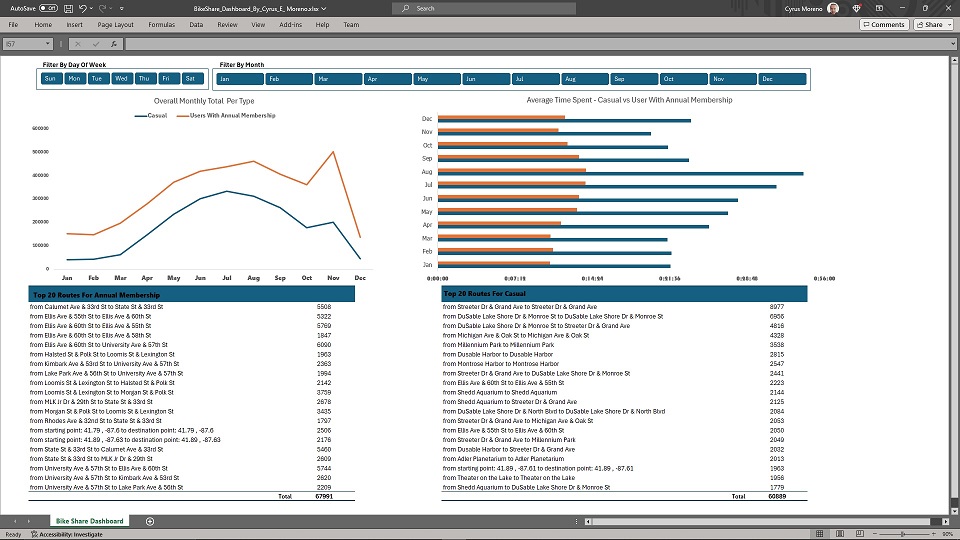 AutoSave Off BikeShare_Dashboard_By_Cyrus_E_Moreno.xlsx Search Cyrus Moreno
File Home Insert Page Layout Formulas Data Review View Add-ins Help Team Comments Share
I57 fx
Filter By Day Of Week Filter By Month
Sun Mon Tue Wed Thu Fri Sat Jan Feb Mar Apr May Jun Jul Aug Sep Oct Nov Dec
Overall Monthly Total Per Type
Casual Users With Annual Membership
600000
500000
400000
300000
200000
100000
0
Jan Feb Mar Apr May Jun Jul Aug Sep Oct Nov Dec
Average Time Spent - Casual vs User With Annual Membership
Dec
Nov
Oct
Sep
Aug
Jul
Jun
May
Apr
Mar
Feb
Jan
0:00:00 0:07:12 0:14:24 0:21:36 0:28:48 0:36:00
Top 20 Routes For Annual Membership
from Calumet Ave & 33rd St to State St & 33rd St 5508
from Ellis Ave & 55th St to Ellis Ave & 60th St 5322
from Ellis Ave & 60th St to Ellis Ave & 55th St 5769
from Ellis Ave & 60th St to Ellis Ave & 58th St 1847
from Ellis Ave & 60th St to University Ave & 57th St 6090
from Halsted St & Polk St to Loomis St & Lexington St 1963
from Kimbark Ave & 53rd St to University Ave & 57th St 2363
from Lake Park Ave & 56th St to University Ave & 57th St 1994
from Loomis St & Lexington St to Halsted St & Polk St 2142
from Loomis St & Lexington St to Morgan St & Polk St 3759
from MLK Jr Dr & 29th St to State St & 33rd St 2678
from Morgan St & Polk St to Loomis St & Lexington St 3435
from Rhodes Ave & 32nd St to State St & 33rd St 1797
from starting point: 41.79 , -87.6 to destination point: 41.79 , -87.6 2506
from starting point: 41.89 , -87.63 to destination point: 41.89 , -87.63 2176
from State St & 33rd St to Calumet Ave & 33rd St 5460
from State St & 33rd St to MLK Jr Dr & 29th St 2609
from University Ave & 57th St to Ellis Ave & 60th St 5744
from University Ave & 57th St to Kimbark Ave & 53rd St 2620
from University Ave & 57th St to Lake Park Ave & 56th St 2209
Total 67991
Top 20 Routes For Casual
from Streeter Dr & Grand Ave to Streeter Dr & Grand Ave 8977
from DuSable Lake Shore Dr & Monroe St to DuSable Lake Shore Dr & Monroe St 6956
from DuSable Lake Shore Dr & Monroe St to Streeter Dr & Grand Ave 4816
from Michigan Ave & Oak St to Michigan Ave & Oak St 4328
from Millennium Park to Millennium Park 3538
from Dusable Harbor to Dusable Harbor 2815
from Montrose Harbor to Montrose Harbor 2547
from Streeter Dr & Grand Ave to DuSable Lake Shore Dr & Monroe St 2441
from Ellis Ave & 60th St to Ellis Ave & 55th St 2223
from Shedd Aquarium to Shedd Aquarium 2144
from Shedd Aquarium to Streeter Dr & Grand Ave 2125
from DuSable Lake Shore Dr & North Blvd to DuSable Lake Shore Dr & North Blvd 2084
from Streeter Dr & Grand Ave to Michigan Ave & Oak St 2053
from Ellis Ave & 55th St to Ellis Ave & 60th St 2050
from Streeter Dr & Grand Ave to Millennium Park 2049
from Dusable Harbor to Streeter Dr & Grand Ave 2032
from Adler Planetarium to Adler Planetarium 2013
from starting point: 41.89 , -87.61 to destination point: 41.89 , -87.61 1963
from Theater on the Lake to Theater on the Lake 1956
from Shedd Aquarium to DuSable Lake Shore Dr & Monroe St 1779
Total 60889
Bike Share Dashboard
Ready Accessibility: Investigate 90%